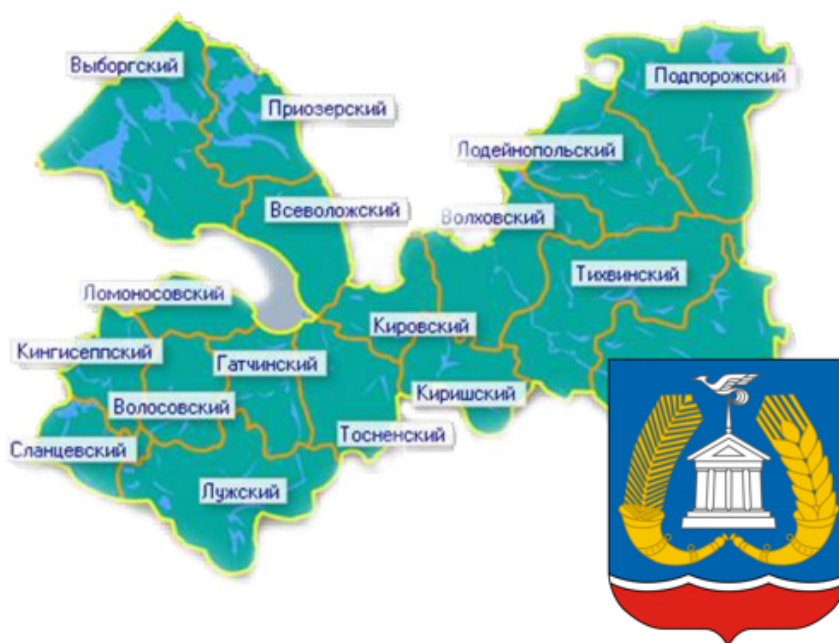 Выборгский
Подпорожский
Приозерский
Лодейнопольский
Всеволожский
Волховский
Тихвинский
Ломоносовский
Кировский
Кингисеппский
Гатчинский
Киришский
Волосовский
Тосненский
Сланцевский
Лужский